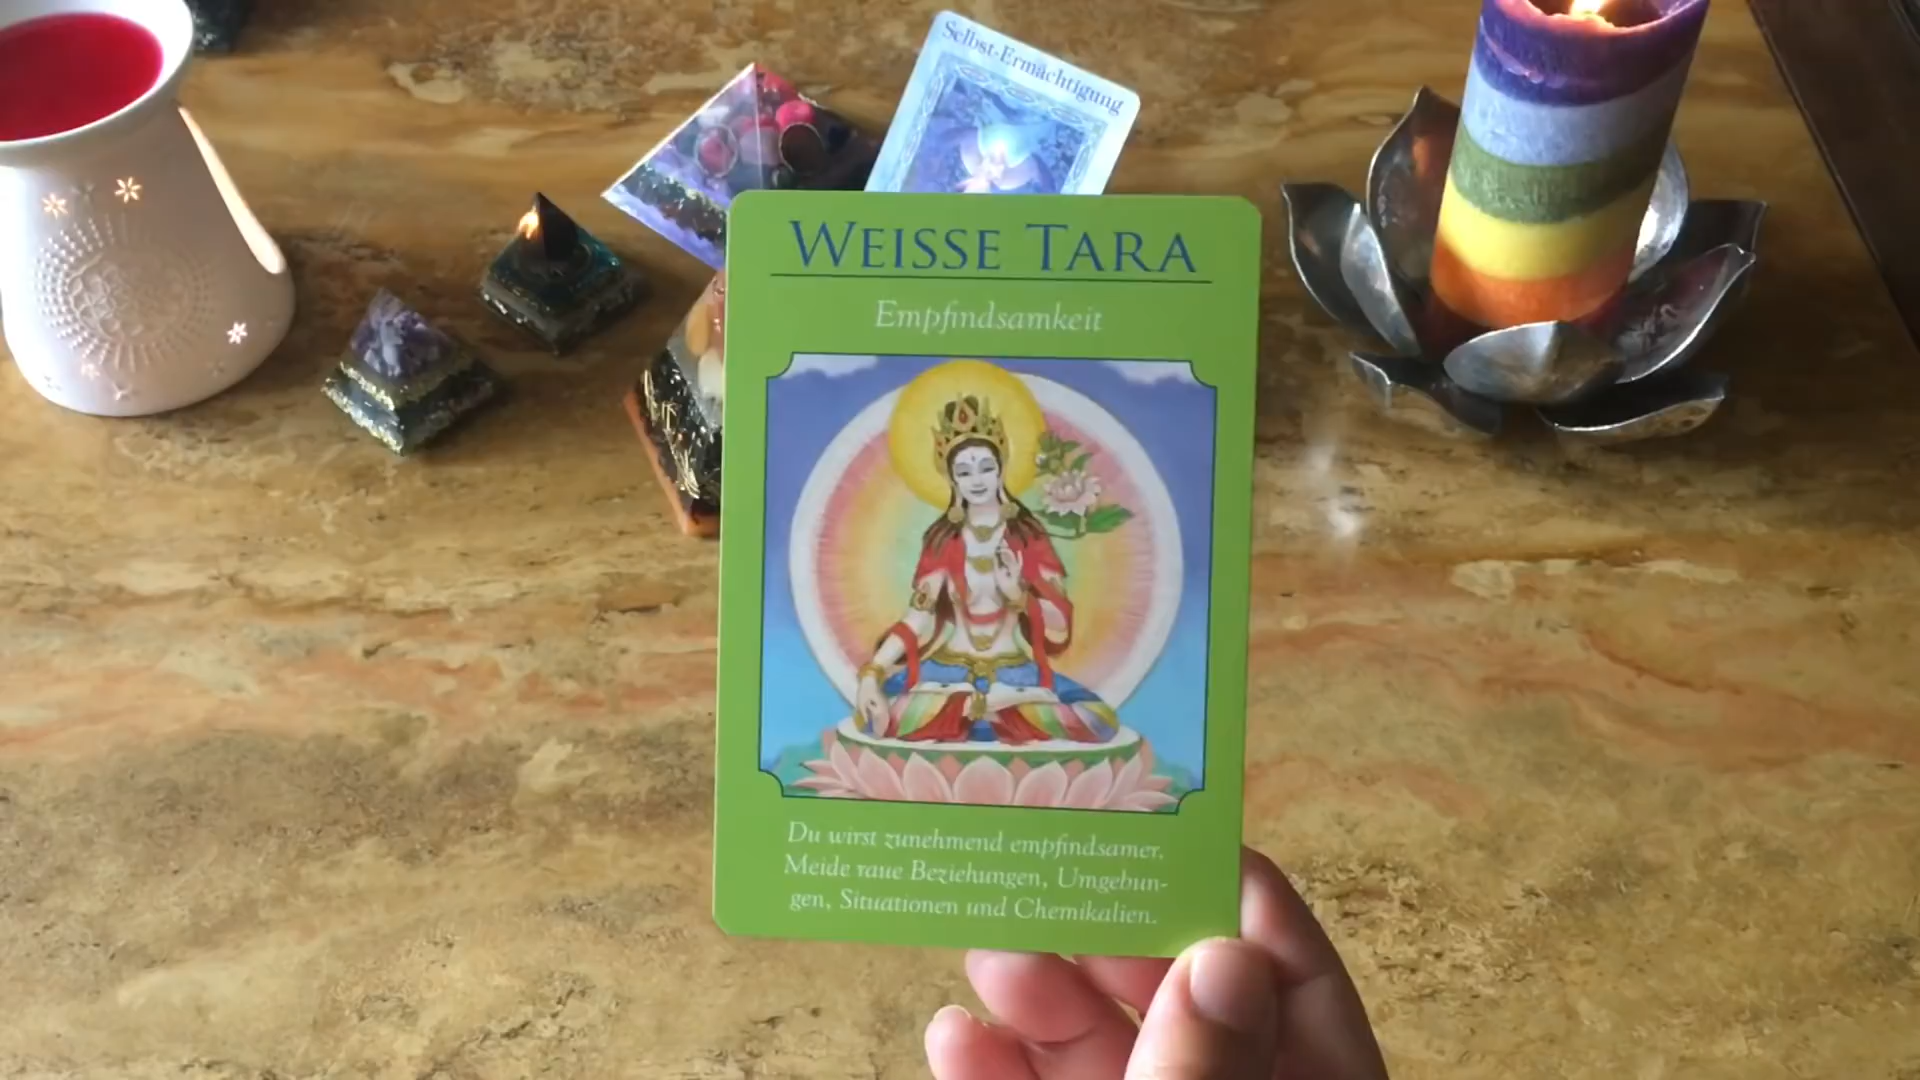 Selbst-Ermächtigung
WEISSE TARA
Empfindsamkeit
Du wirst zunehmend empfindsamer.
Meide raue Beziehungen, Umgebun-
gen, Situationen und Chemikalien.